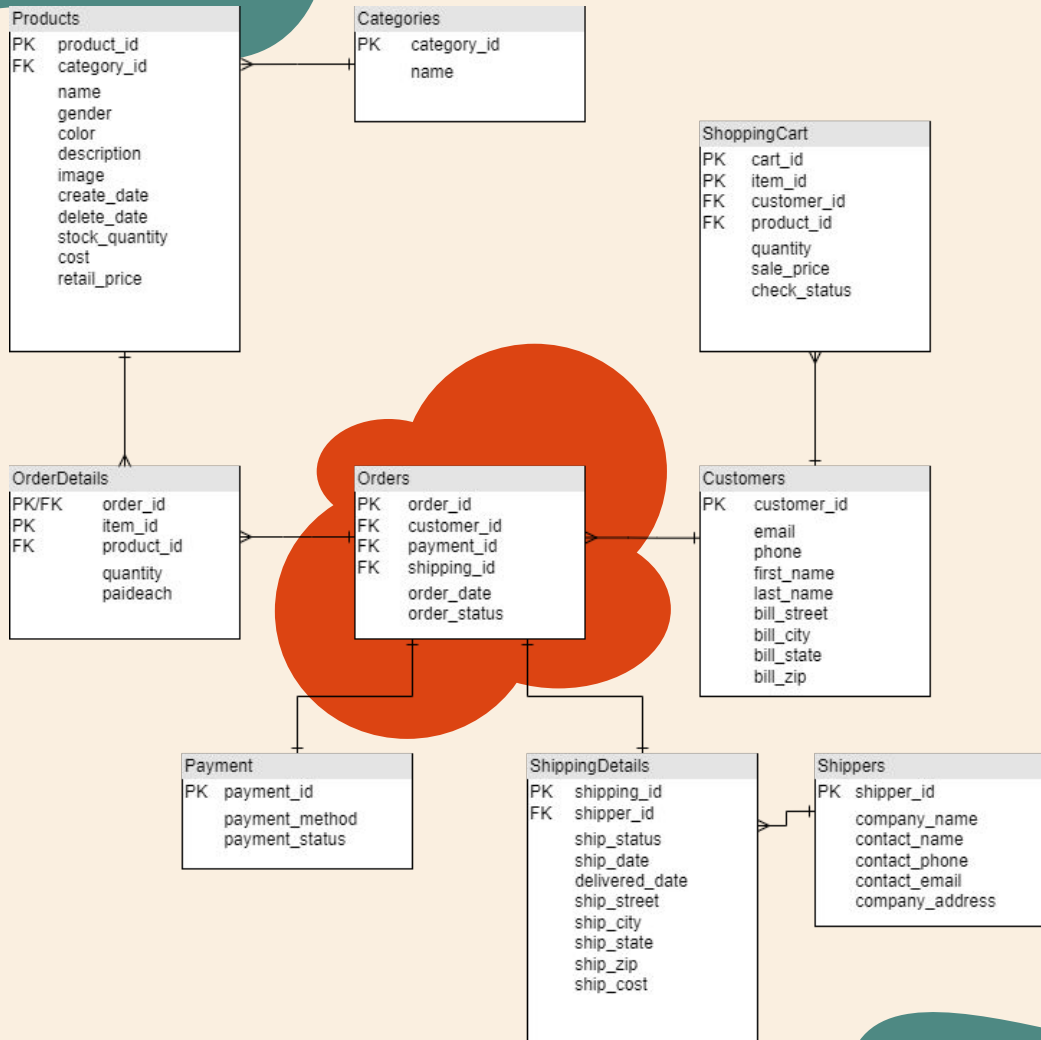 Products
PK product_id
FK category_id
name
gender
color
description
image
create_date
delete_date
stock_quantity
cost
retail_price
Categories
PK category_id
name
ShoppingCart
PK cart_id
PK item_id
FK customer_id
FK product_id
quantity
sale_price
check_status
OrderDetails
PK/FK order_id
PK item_id
FK product_id
quantity
paideach
Orders
PK order_id
FK customer_id
FK payment_id
FK shipping_id
order_date
order_status
Customers
PK customer_id
email
phone
first_name
last_name
bill_street
bill_city
bill_state
bill_zip
Payment
PK payment_id
payment_method
payment_status
ShippingDetails
PK shipping_id
FK shipper_id
ship_status
ship_date
delivered_date
ship_street
ship_city
ship_state
ship_zip
ship_cost
Shippers
PK shipper_id
company_name
contact_name
contact_phone
contact_email
company_address